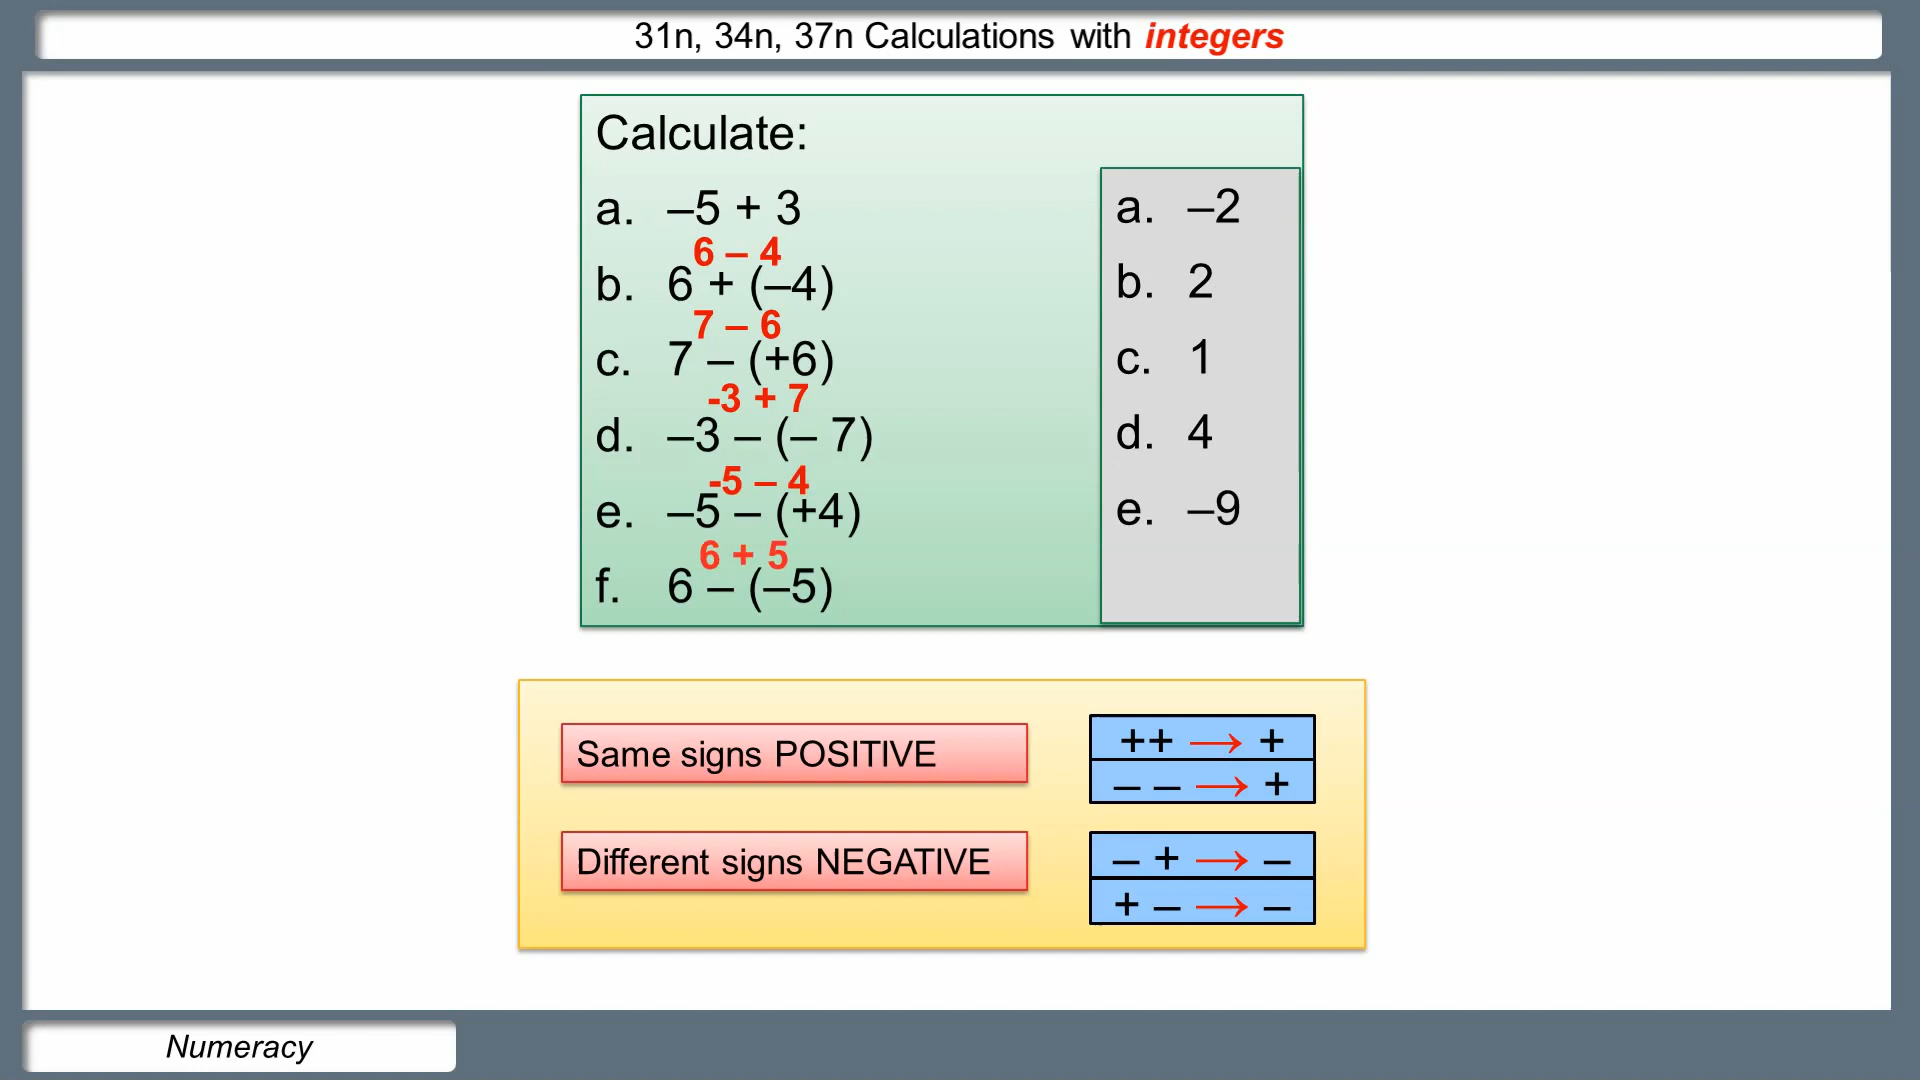 31n, 34n, 37n Calculations with integers
Calculate:
a. –5 + 3
6 – 4
b. 6 + (–4)
7 – 6
c. 7 – (+6)
-3 + 7
d. –3 – (– 7)
-5 – 4
e. –5 – (+4)
6 + 5
f. 6 – (–5)
a. –2
b. 2
c. 1
d. 4
e. –9
Same signs POSITIVE
++ → +
– – → +
Different signs NEGATIVE
– + → –
+ – → –
Numeracy